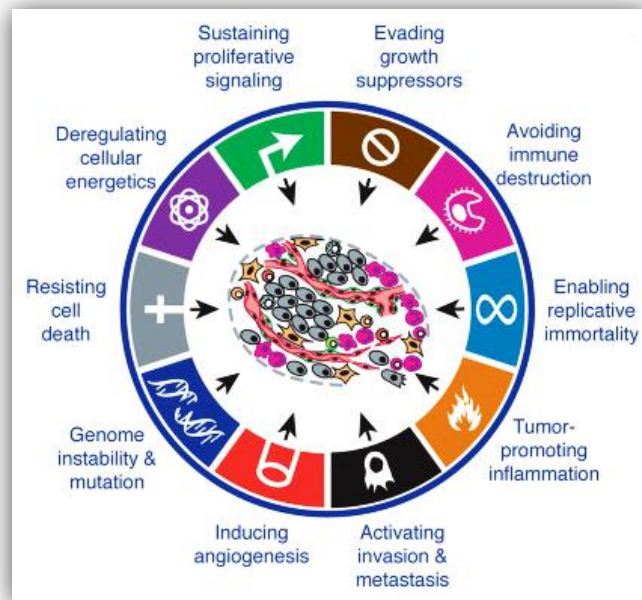 Sustaining
proliferative
signaling
Evading
growth
suppressors
Avoiding
immune
destruction
Enabling
replicative
immortality
Tumor-
promoting
inflammation
Activating
invasion &
metastasis
Inducing
angiogenesis
Genome
instability &
mutation
Resisting
cell
death
Deregulating
cellular
energetics